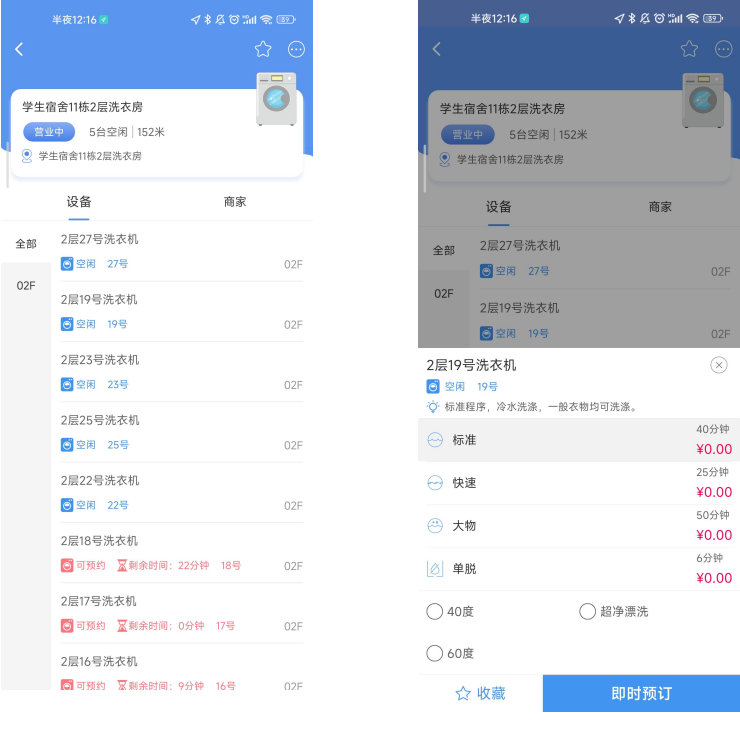 半夜12:16
89
学生宿舍11栋2层洗衣房
营业中 5台空闲 | 152米
学生宿舍11栋2层洗衣房
设备 商家
全部
02F
2层27号洗衣机
空闲 27号 02F
2层19号洗衣机
空闲 19号 02F
2层23号洗衣机
空闲 23号 02F
2层25号洗衣机
空闲 25号 02F
2层22号洗衣机
空闲 22号 02F
2层18号洗衣机
可预约 剩余时间：22分钟 18号 02F
2层17号洗衣机
可预约 剩余时间：0分钟 17号 02F
2层16号洗衣机
可预约 剩余时间：9分钟 16号 02F
半夜12:16
89
学生宿舍11栋2层洗衣房
营业中 5台空闲 | 152米
学生宿舍11栋2层洗衣房
设备 商家
全部
02F
2层27号洗衣机
空闲 27号 02F
2层19号洗衣机
空闲 19号 02F
2层19号洗衣机
空闲 19号
标准程序，冷水洗涤，一般衣物均可洗涤。
标准 40分钟
¥0.00
快速 25分钟
¥0.00
大物 50分钟
¥0.00
单脱 6分钟
¥0.00
40度 超净漂洗
60度
收藏 即时预订